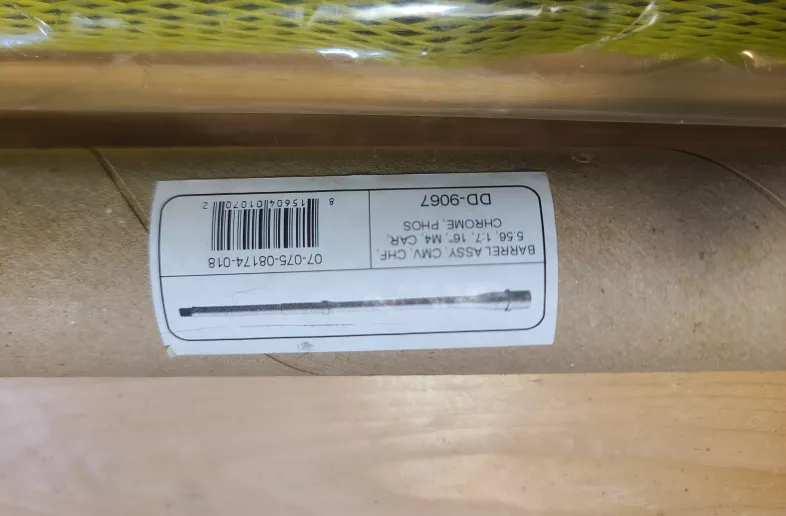 BARREL ASSY, CMV, CHF,
5.56, 1:7, 16", M4, CAR,
CHROME, PHOS
DD-9067
07-075-08174-018
8 15604 01070 2